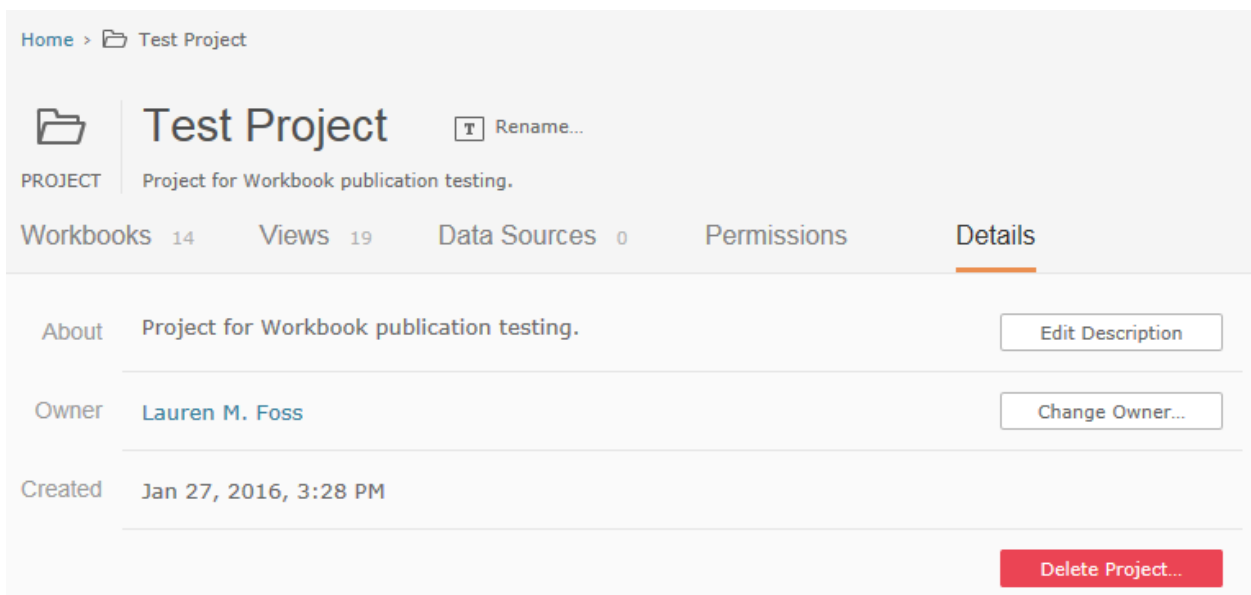 Home › Test Project
Test Project T Rename...
PROJECT Project for Workbook publication testing.
Workbooks 14 Views 19 Data Sources 0 Permissions Details
About Project for Workbook publication testing. Edit Description
Owner Lauren M. Foss Change Owner...
Created Jan 27, 2016, 3:28 PM
Delete Project...